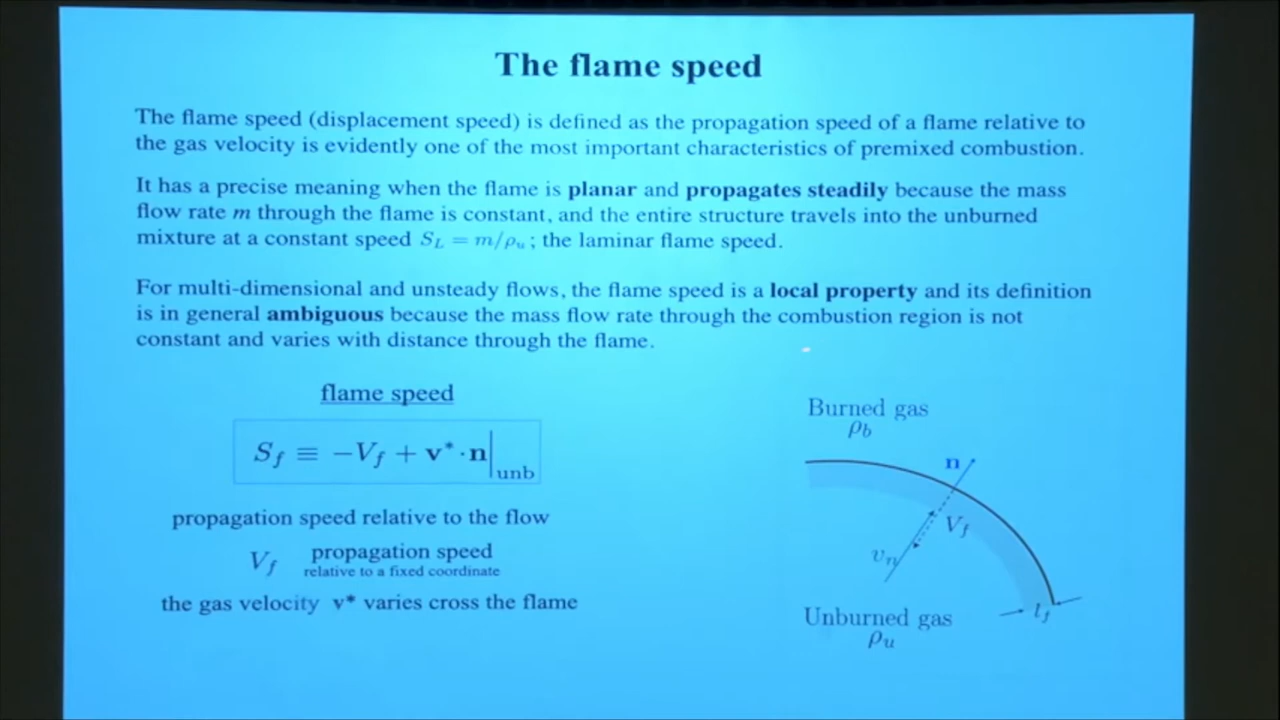 The flame speed
The flame speed (displacement speed) is defined as the propagation speed of a flame relative to
the gas velocity is evidently one of the most important characteristics of premixed combustion.
It has a precise meaning when the flame is planar and propagates steadily because the mass
flow rate m through the flame is constant, and the entire structure travels into the unburned
mixture at a constant speed S_L = m/ρ_u ; the laminar flame speed.
For multi-dimensional and unsteady flows, the flame speed is a local property and its definition
is in general ambiguous because the mass flow rate through the combustion region is not
constant and varies with distance through the flame.
flame speed
S_f ≡ −V_f + v* · n|_unb
propagation speed relative to the flow
V_f propagation speed
relative to a fixed coordinate
the gas velocity v* varies cross the flame
Burned gas
ρ_b
n
V_f
v_n
l_f
Unburned gas
ρ_u